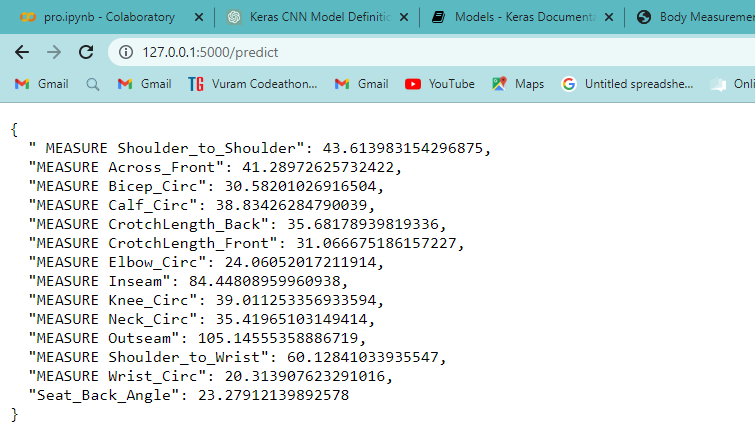 pro.ipynb - Colaboratory
Keras CNN Model Definitic
Models - Keras Documenta
Body Measuremen
127.0.0.1:5000/predict
Gmail
Gmail
TG Vuram Codeathon...
Gmail
YouTube
Maps
Untitled spreadshe...
Onli
{
" MEASURE Shoulder_to_Shoulder": 43.613983154296875,
"MEASURE Across_Front": 41.28972625732422,
"MEASURE Bicep_Circ": 30.58201026916504,
"MEASURE Calf_Circ": 38.83426284790039,
"MEASURE CrotchLength_Back": 35.68178939819336,
"MEASURE CrotchLength_Front": 31.066675186157227,
"MEASURE Elbow_Circ": 24.06052017211914,
"MEASURE Inseam": 84.44808959960938,
"MEASURE Knee_Circ": 39.011253356933594,
"MEASURE Neck_Circ": 35.41965103149414,
"MEASURE Outseam": 105.14555358886719,
"MEASURE Shoulder_to_Wrist": 60.12841033935547,
"MEASURE Wrist_Circ": 20.313907623291016,
"Seat_Back_Angle": 23.27912139892578
}